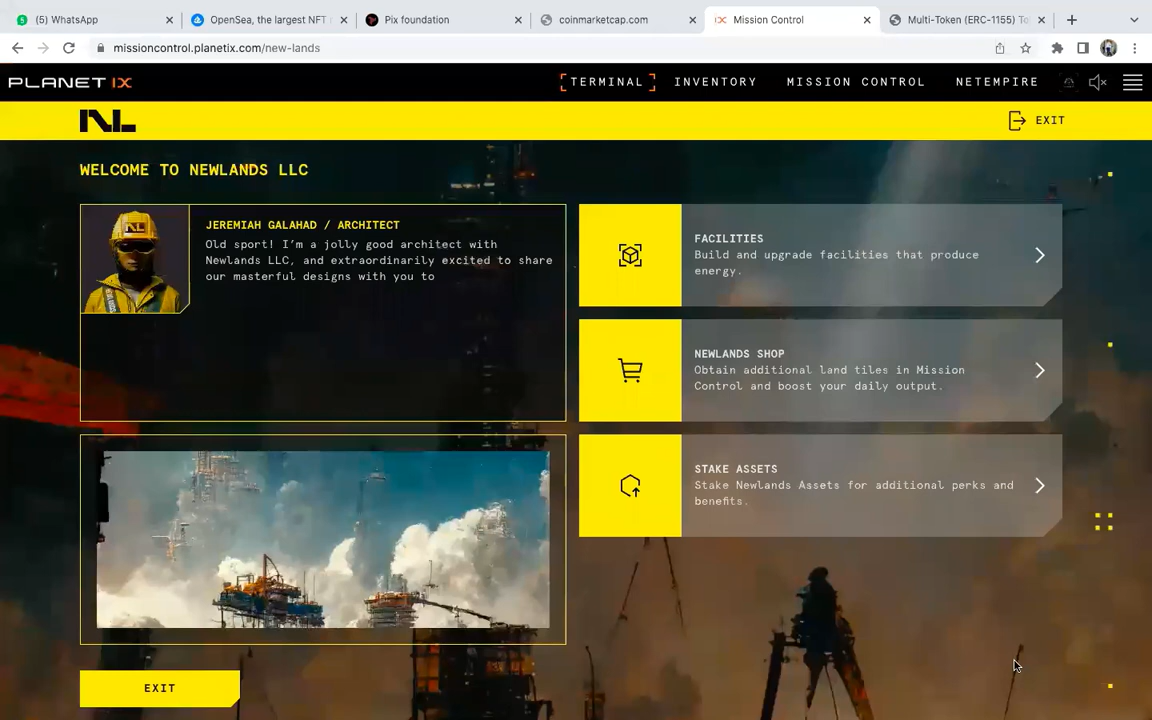 (5) WhatsApp
OpenSea, the largest NFT
Pix foundation
coinmarketcap.com
Mission Control
Multi-Token (ERC-1155) To
missioncontrol.planetix.com/new-lands
PLANET IX
TERMINAL
INVENTORY
MISSION CONTROL
NETEMPIRE
NL
EXIT
WELCOME TO NEWLANDS LLC
JEREMIAH GALAHAD / ARCHITECT
Old sport! I'm a jolly good architect with
Newlands LLC, and extraordinarily excited to share
our masterful designs with you to
FACILITIES
Build and upgrade facilities that produce
energy.
NEWLANDS SHOP
Obtain additional land tiles in Mission
Control and boost your daily output.
STAKE ASSETS
Stake Newlands Assets for additional perks and
benefits.
EXIT